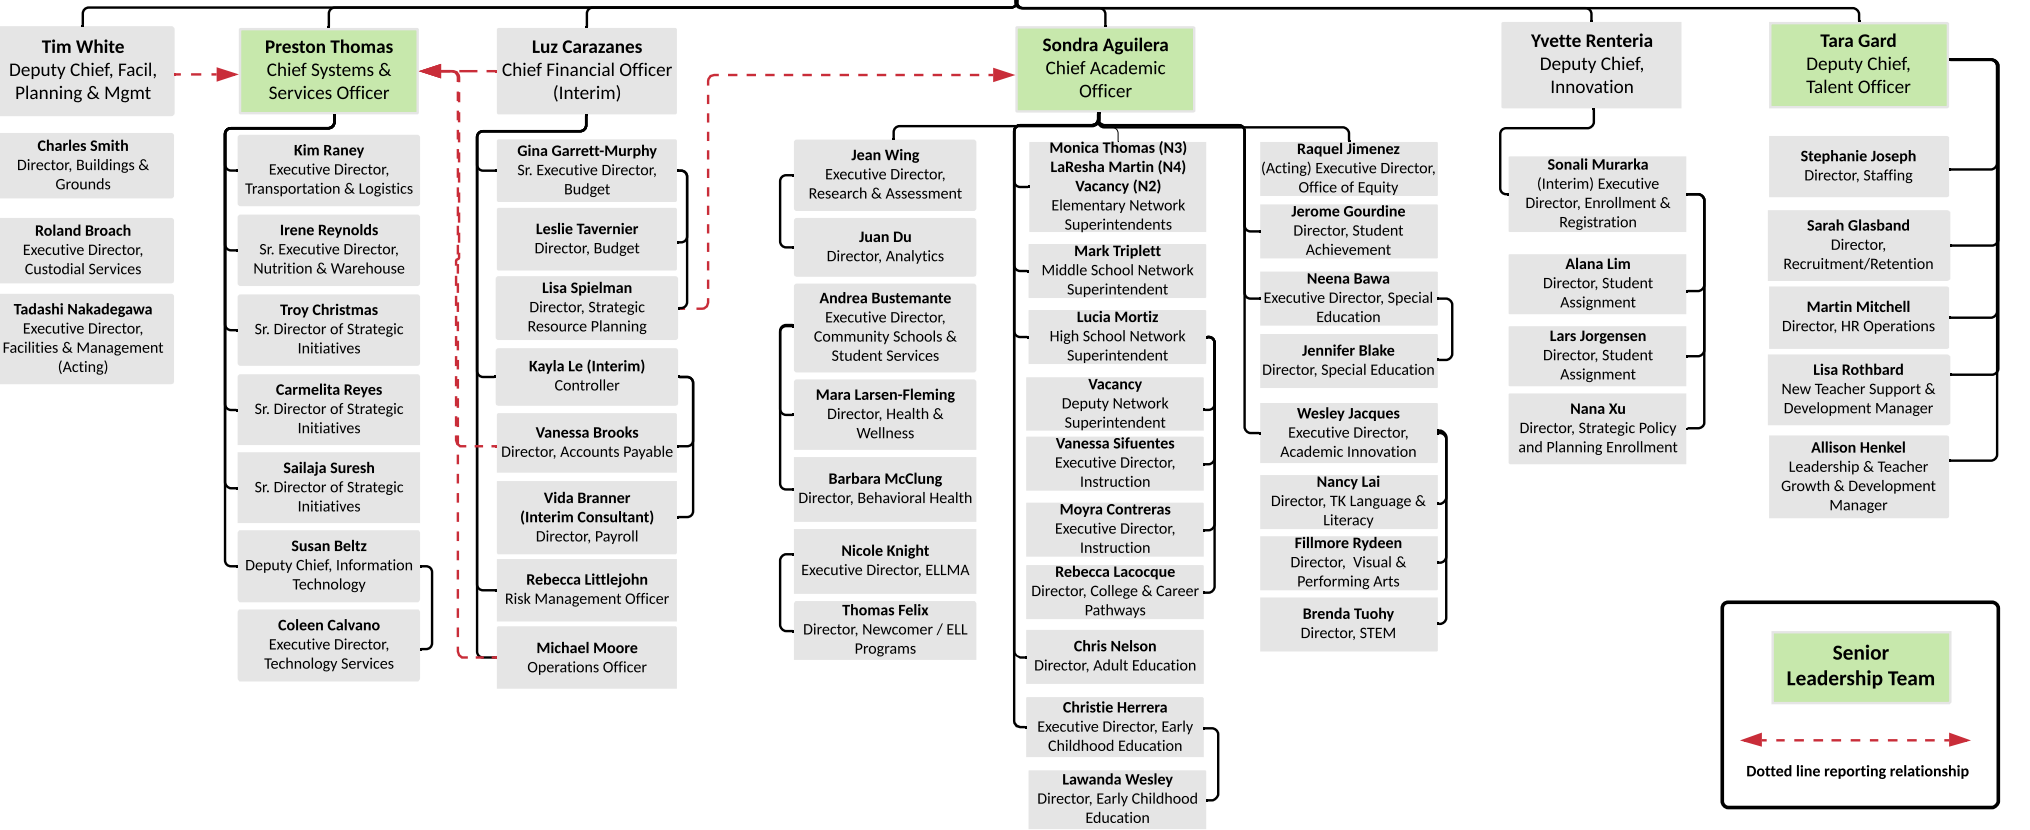 Tim White
Deputy Chief, Facil,
Planning & Mgmt
Charles Smith
Director, Buildings &
Grounds
Roland Broach
Executive Director,
Custodial Services
Tadashi Nakadegawa
Executive Director,
Facilities & Management
(Acting)
Preston Thomas
Chief Systems &
Services Officer
Kim Raney
Executive Director,
Transportation & Logistics
Irene Reynolds
Sr. Executive Director,
Nutrition & Warehouse
Troy Christmas
Sr. Director of Strategic
Initiatives
Carmelita Reyes
Sr. Director of Strategic
Initiatives
Sailaja Suresh
Sr. Director of Strategic
Initiatives
Susan Beltz
Deputy Chief, Information
Technology
Coleen Calvano
Executive Director,
Technology Services
Luz Carazanes
Chief Financial Officer
(Interim)
Gina Garrett-Murphy
Sr. Executive Director,
Budget
Leslie Tavernier
Director, Budget
Lisa Spielman
Director, Strategic
Resource Planning
Kayla Le (Interim)
Controller
Vanessa Brooks
Director, Accounts Payable
Vida Branner
(Interim Consultant)
Director, Payroll
Rebecca Littlejohn
Risk Management Officer
Michael Moore
Operations Officer
Sondra Aguilera
Chief Academic
Officer
Jean Wing
Executive Director,
Research & Assessment
Juan Du
Director, Analytics
Andrea Bustemante
Executive Director,
Community Schools &
Student Services
Mara Larsen-Fleming
Director, Health &
Wellness
Barbara McClung
Director, Behavioral Health
Nicole Knight
Executive Director, ELLMA
Thomas Felix
Director, Newcomer / ELL
Programs
Monica Thomas (N3)
LaResha Martin (N4)
Vacancy (N2)
Elementary Network
Superintendents
Mark Triplett
Middle School Network
Superintendent
Lucia Mortiz
High School Network
Superintendent
Vacancy
Deputy Network
Superintendent
Vanessa Sifuentes
Executive Director,
Instruction
Moyra Contreras
Executive Director,
Instruction
Rebecca Lacocque
Director, College & Career
Pathways
Chris Nelson
Director, Adult Education
Christie Herrera
Executive Director, Early
Childhood Education
Lawanda Wesley
Director, Early Childhood
Education
Raquel Jimenez
(Acting) Executive Director,
Office of Equity
Jerome Gourdine
Director, Student
Achievement
Neena Bawa
Executive Director, Special
Education
Jennifer Blake
Director, Special Education
Wesley Jacques
Executive Director,
Academic Innovation
Nancy Lai
Director, TK Language &
Literacy
Fillmore Rydeen
Director, Visual &
Performing Arts
Brenda Tuohy
Director, STEM
Yvette Renteria
Deputy Chief,
Innovation
Sonali Murarka
(Interim) Executive
Director, Enrollment &
Registration
Alana Lim
Director, Student
Assignment
Lars Jorgensen
Director, Student
Assignment
Nana Xu
Director, Strategic Policy
and Planning Enrollment
Tara Gard
Deputy Chief,
Talent Officer
Stephanie Joseph
Director, Staffing
Sarah Glasband
Director,
Recruitment/Retention
Martin Mitchell
Director, HR Operations
Lisa Rothbard
New Teacher Support &
Development Manager
Allison Henkel
Leadership & Teacher
Growth & Development
Manager
Senior
Leadership Team
Dotted line reporting relationship